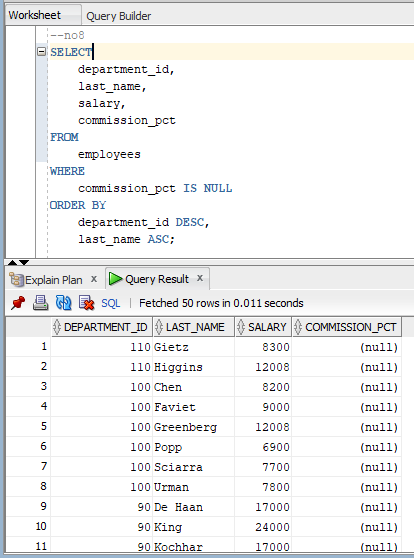 Worksheet Query Builder
--no8
SELECT
department_id,
last_name,
salary,
commission_pct
FROM
employees
WHERE
commission_pct IS NULL
ORDER BY
department_id DESC,
last_name ASC;
Explain Plan x Query Result x
SQL | Fetched 50 rows in 0.011 seconds
DEPARTMENT_ID LAST_NAME SALARY COMMISSION_PCT
1 110 Gietz 8300 (null)
2 110 Higgins 12008 (null)
3 100 Chen 8200 (null)
4 100 Faviet 9000 (null)
5 100 Greenberg 12008 (null)
6 100 Popp 6900 (null)
7 100 Sciarra 7700 (null)
8 100 Urman 7800 (null)
9 90 De Haan 17000 (null)
10 90 King 24000 (null)
11 90 Kochhar 17000 (null)